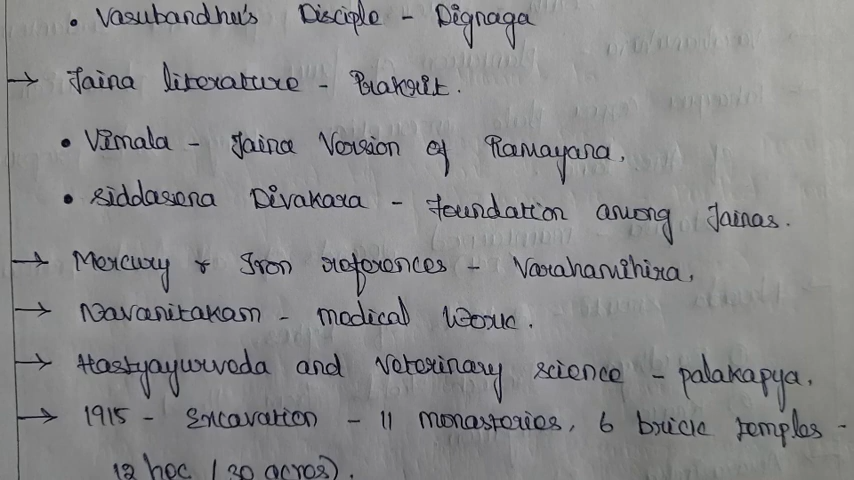 • Vasubandhu's Disciple - Dignaga
→ Jaina literature - Prakrit.
• Vimala - Jaina Version of Ramayana.
• Siddasena Divakara - foundation among Jainas.
→ Mercury & Iron references - Varahamihira.
→ Navanitakam - medical work.
→ Hastyayurveda and Veterinary science - palakapya.
→ 1915 - Excavation - 11 monasteries, 6 brick temples -
12 hec (30 acres).